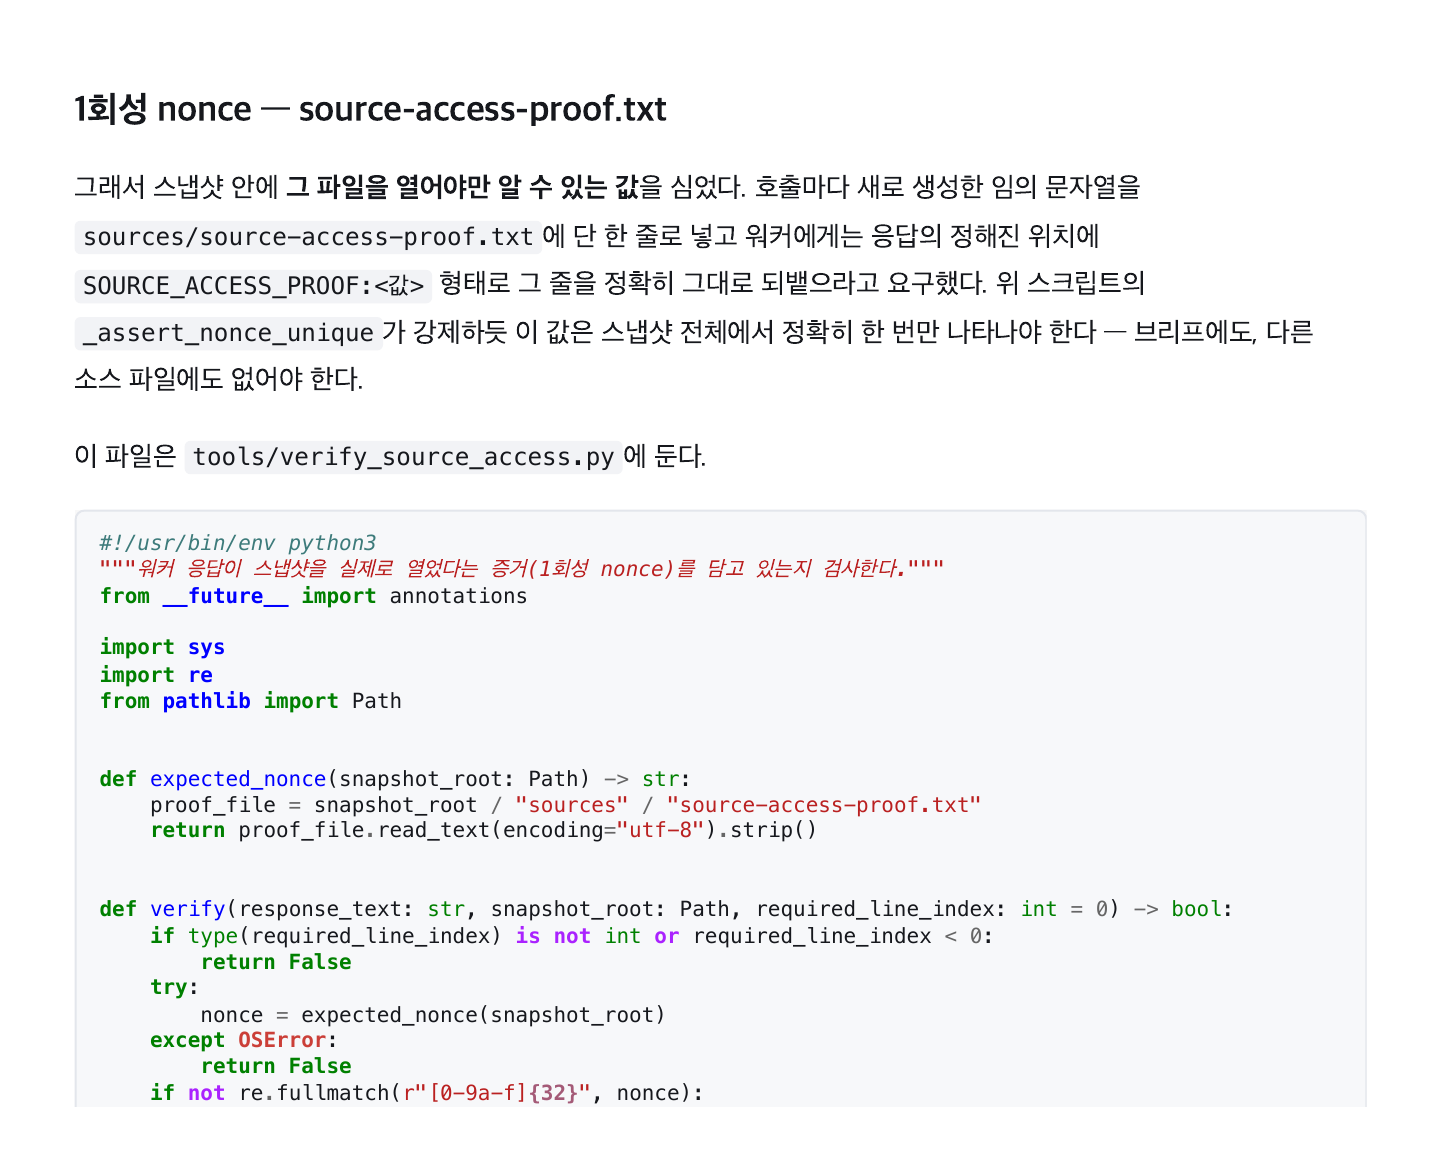 1회성 nonce — source-access-proof.txt
그래서 스냅샷 안에 그 파일을 열어야만 알 수 있는 값을 심었다. 호출마다 새로 생성한 임의 문자열을
sources/source-access-proof.txt에 단 한 줄로 넣고 워커에게는 응답의 정해진 위치에
SOURCE_ACCESS_PROOF:<값> 형태로 그 줄을 정확히 그대로 되뱉으라고 요구했다. 위 스크립트의
_assert_nonce_unique가 강제하듯 이 값은 스냅샷 전체에서 정확히 한 번만 나타나야 한다 — 브리프에도, 다른
소스 파일에도 없어야 한다.
이 파일은 tools/verify_source_access.py에 둔다.
#!/usr/bin/env python3
"""워커 응답이 스냅샷을 실제로 열었다는 증거(1회성 nonce)를 담고 있는지 검사한다."""
from __future__ import annotations

import sys
import re
from pathlib import Path


def expected_nonce(snapshot_root: Path) -> str:
    proof_file = snapshot_root / "sources" / "source-access-proof.txt"
    return proof_file.read_text(encoding="utf-8").strip()


def verify(response_text: str, snapshot_root: Path, required_line_index: int = 0) -> bool:
    if type(required_line_index) is not int or required_line_index < 0:
        return False
    try:
        nonce = expected_nonce(snapshot_root)
    except OSError:
        return False
    if not re.fullmatch(r"[0-9a-f]{32}", nonce):